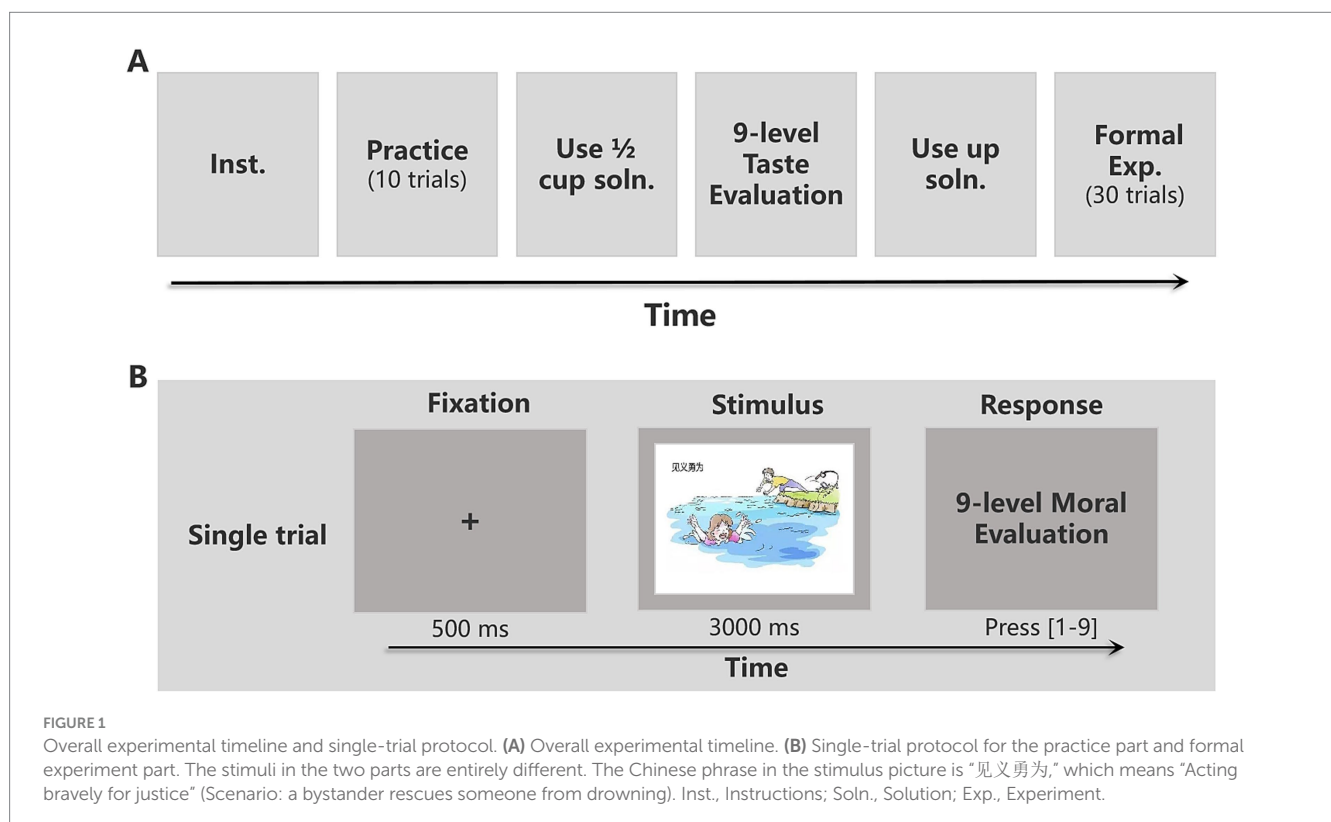 A
Inst.
Practice
(10 trials)
Use ½
cup soln.
9-level
Taste
Evaluation
Use up
soln.
Formal
Exp.
(30 trials)
Time
B
Fixation
Stimulus
Response
Single trial
+
见义勇为
9-level Moral
Evaluation
500 ms
3000 ms
Press [1-9]
Time
FIGURE 1
Overall experimental timeline and single-trial protocol. (A) Overall experimental timeline. (B) Single-trial protocol for the practice part and formal
experiment part. The stimuli in the two parts are entirely different. The Chinese phrase in the stimulus picture is “见义勇为,” which means “Acting
bravely for justice” (Scenario: a bystander rescues someone from drowning). Inst., Instructions; Soln., Solution; Exp., Experiment.